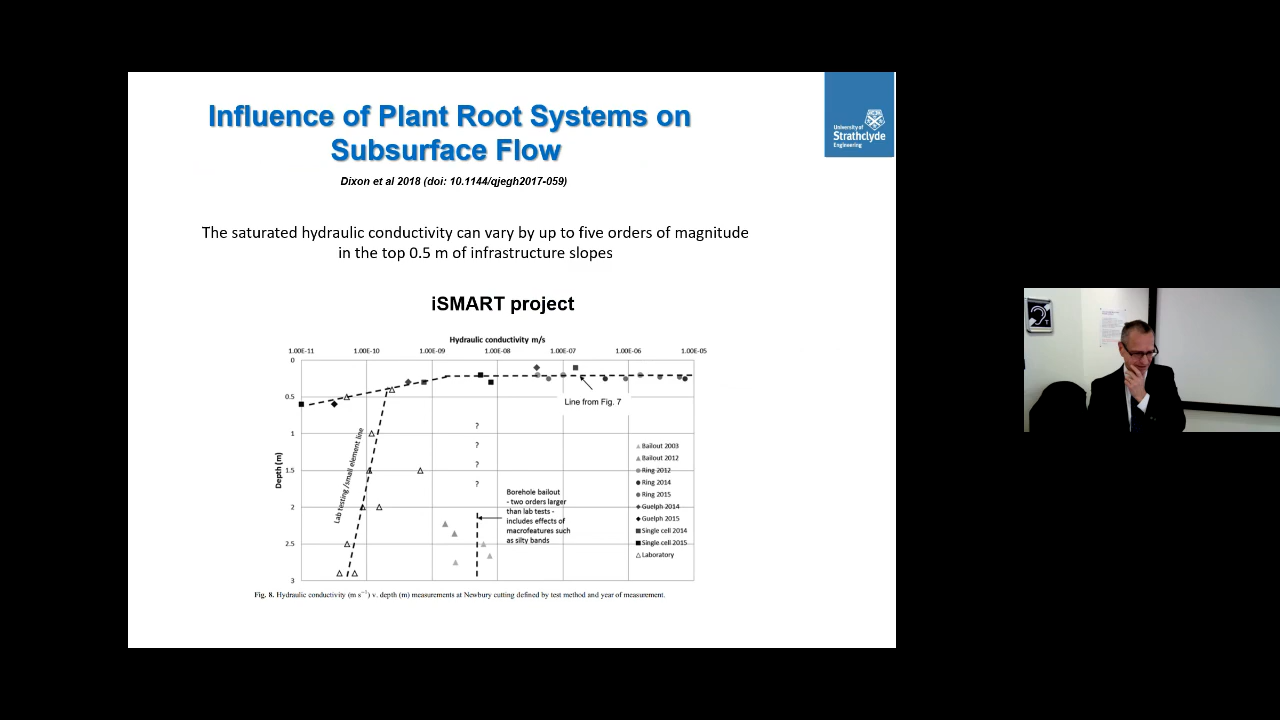 Influence of Plant Root Systems on
Subsurface Flow
University of
Strathclyde
Engineering
Dixon et al 2018 (doi: 10.1144/qjegh2017-059)
The saturated hydraulic conductivity can vary by up to five orders of magnitude
in the top 0.5 m of infrastructure slopes
iSMART project
Hydraulic conductivity m/s
1.00E-11 1.00E-10 1.00E-09 1.00E-08 1.00E-07 1.00E-06 1.00E-05
0
0.5
1
1.5
2
2.5
3
Depth (m)
Line from Fig. 7
Lab testing /small element line
?
?
?
?
Borehole bailout
- two orders larger
than lab tests -
includes effects of
macrofeatures such
as silty bands
Bailout 2003
Bailout 2012
Ring 2012
Ring 2014
Ring 2015
Guelph 2014
Guelph 2015
Single cell 2014
Single cell 2015
Laboratory
Fig. 8. Hydraulic conductivity (m s⁻¹) v. depth (m) measurements at Newbury cutting defined by test method and year of measurement.
T